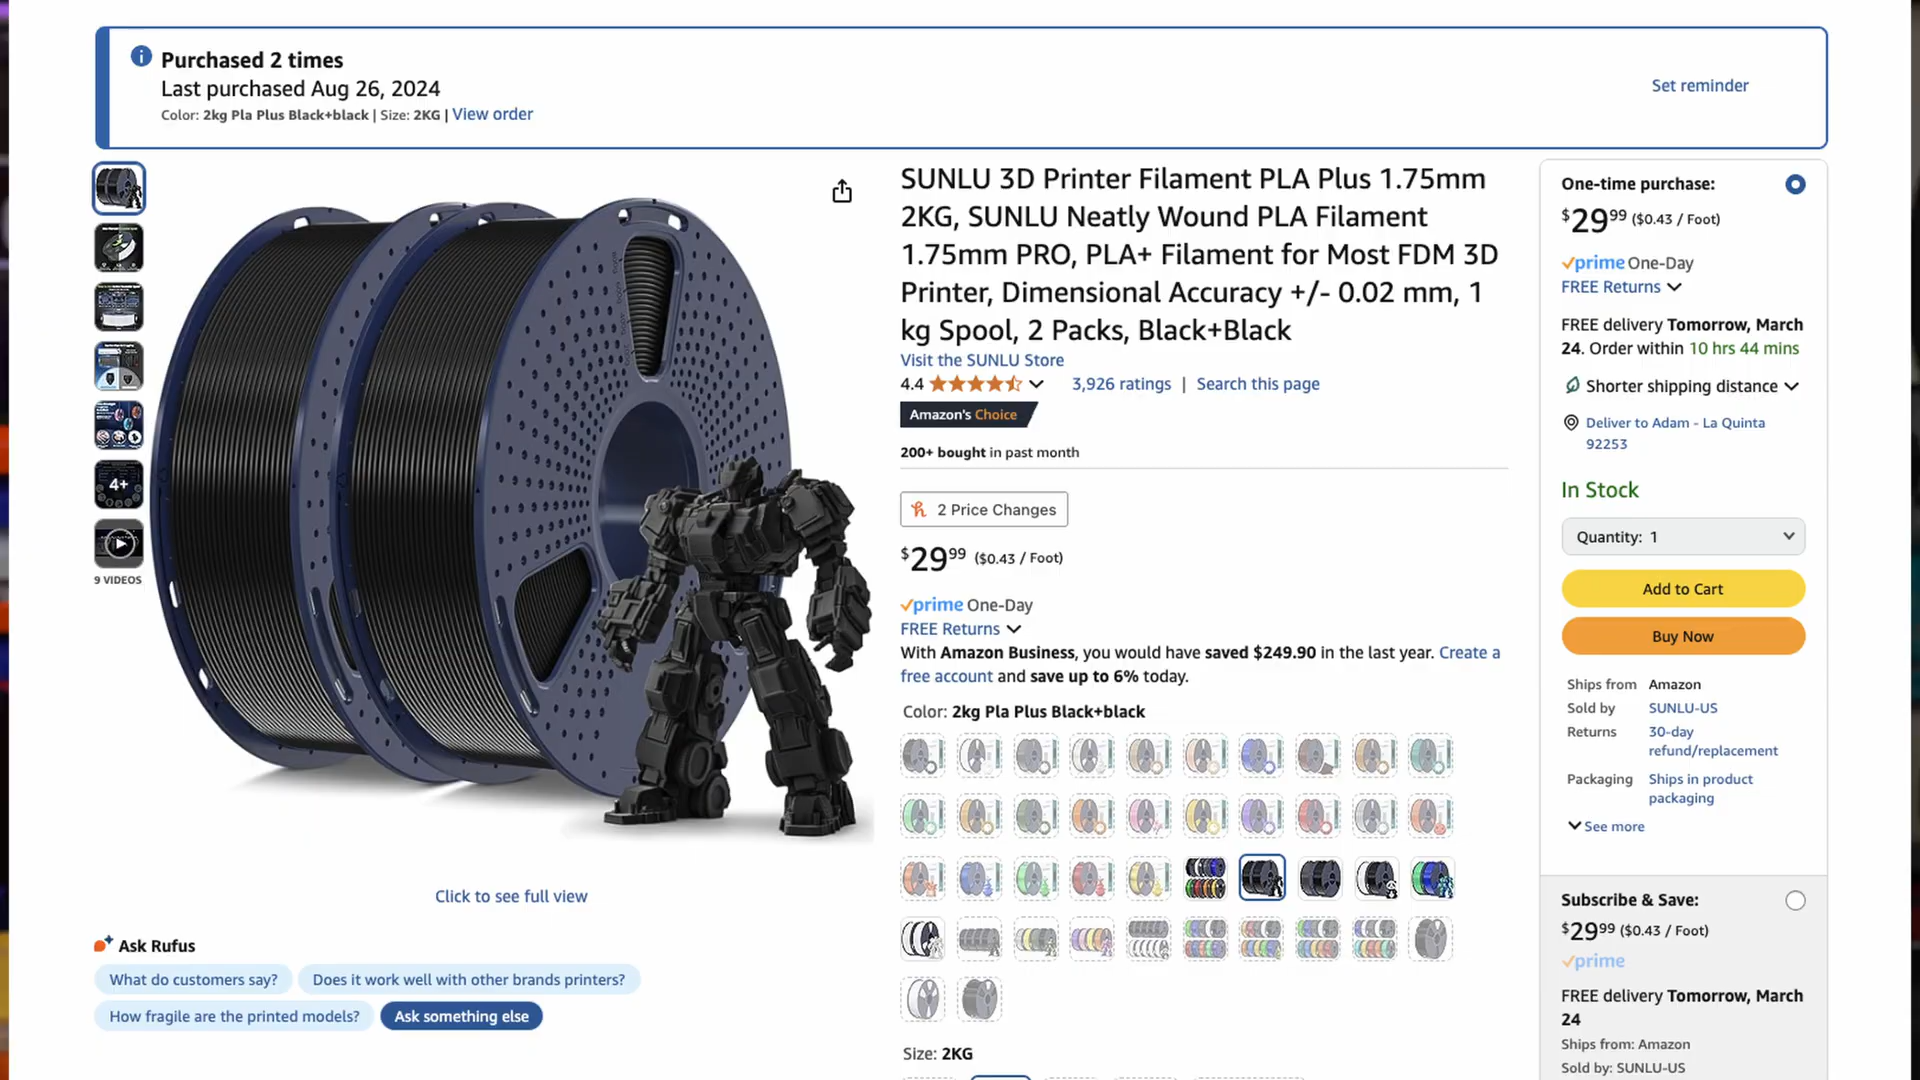 Purchased 2 times
Last purchased Aug 26, 2024
Color: 2kg Pla Plus Black+black | Size: 2KG | View order
Set reminder
4+
9 VIDEOS
Click to see full view
Ask Rufus
What do customers say?
Does it work well with other brands printers?
How fragile are the printed models?
Ask something else
SUNLU 3D Printer Filament PLA Plus 1.75mm
2KG, SUNLU Neatly Wound PLA Filament
1.75mm PRO, PLA+ Filament for Most FDM 3D
Printer, Dimensional Accuracy +/- 0.02 mm, 1
kg Spool, 2 Packs, Black+Black
Visit the SUNLU Store
4.4
3,926 ratings | Search this page
Amazon's Choice
200+ bought in past month
2 Price Changes
$29.99 ($0.43 / Foot)
prime One-Day
FREE Returns
With Amazon Business, you would have saved $249.90 in the last year. Create a
free account and save up to 6% today.
Color: 2kg Pla Plus Black+black
Size: 2KG
One-time purchase:
$29.99 ($0.43 / Foot)
prime One-Day
FREE Returns
FREE delivery Tomorrow, March
24. Order within 10 hrs 44 mins
Shorter shipping distance
Deliver to Adam - La Quinta
92253
In Stock
Quantity: 1
Add to Cart
Buy Now
Ships from Amazon
Sold by SUNLU-US
Returns 30-day
refund/replacement
Packaging Ships in product
packaging
See more
Subscribe & Save:
$29.99 ($0.43 / Foot)
prime
FREE delivery Tomorrow, March
24
Ships from: Amazon
Sold by: SUNLU-US